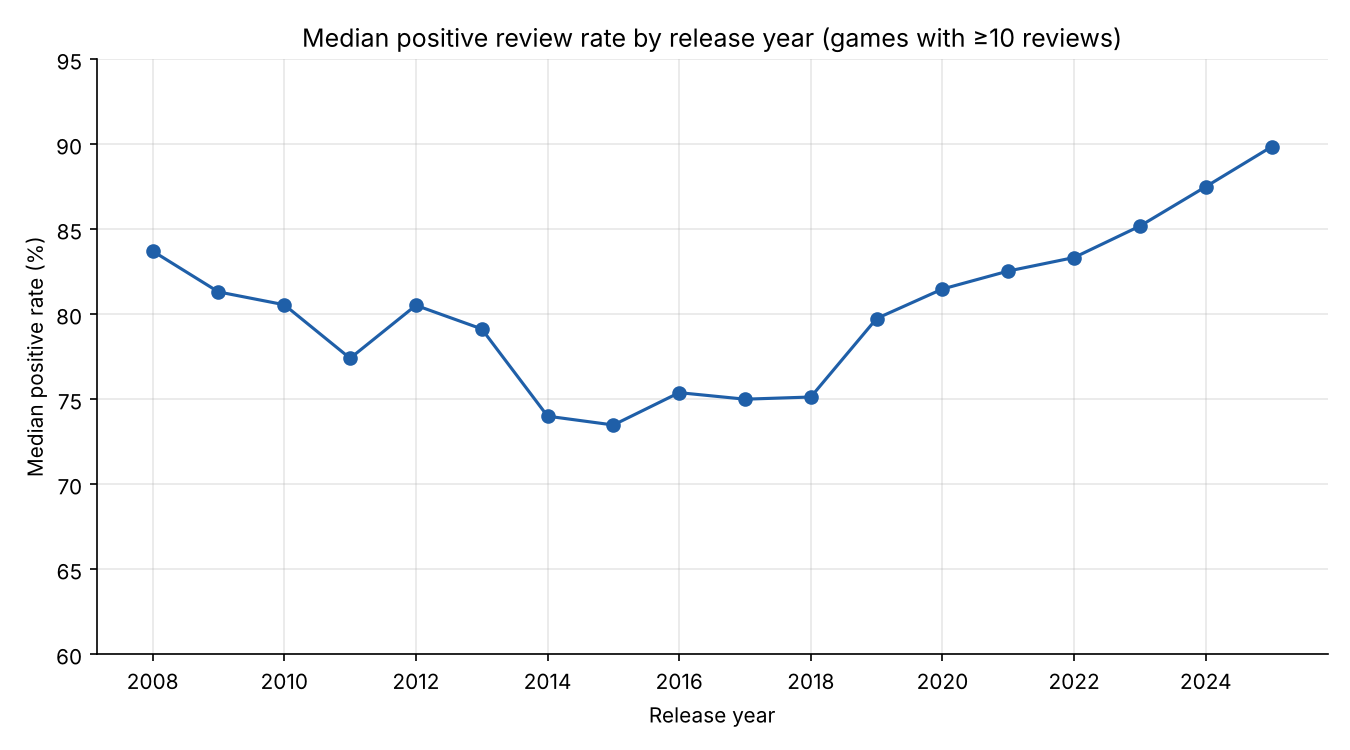 Median positive review rate by release year (games with ≥10 reviews)
Median positive rate (%)
95
90
85
80
75
70
65
60
2008 2010 2012 2014 2016 2018 2020 2022 2024
Release year